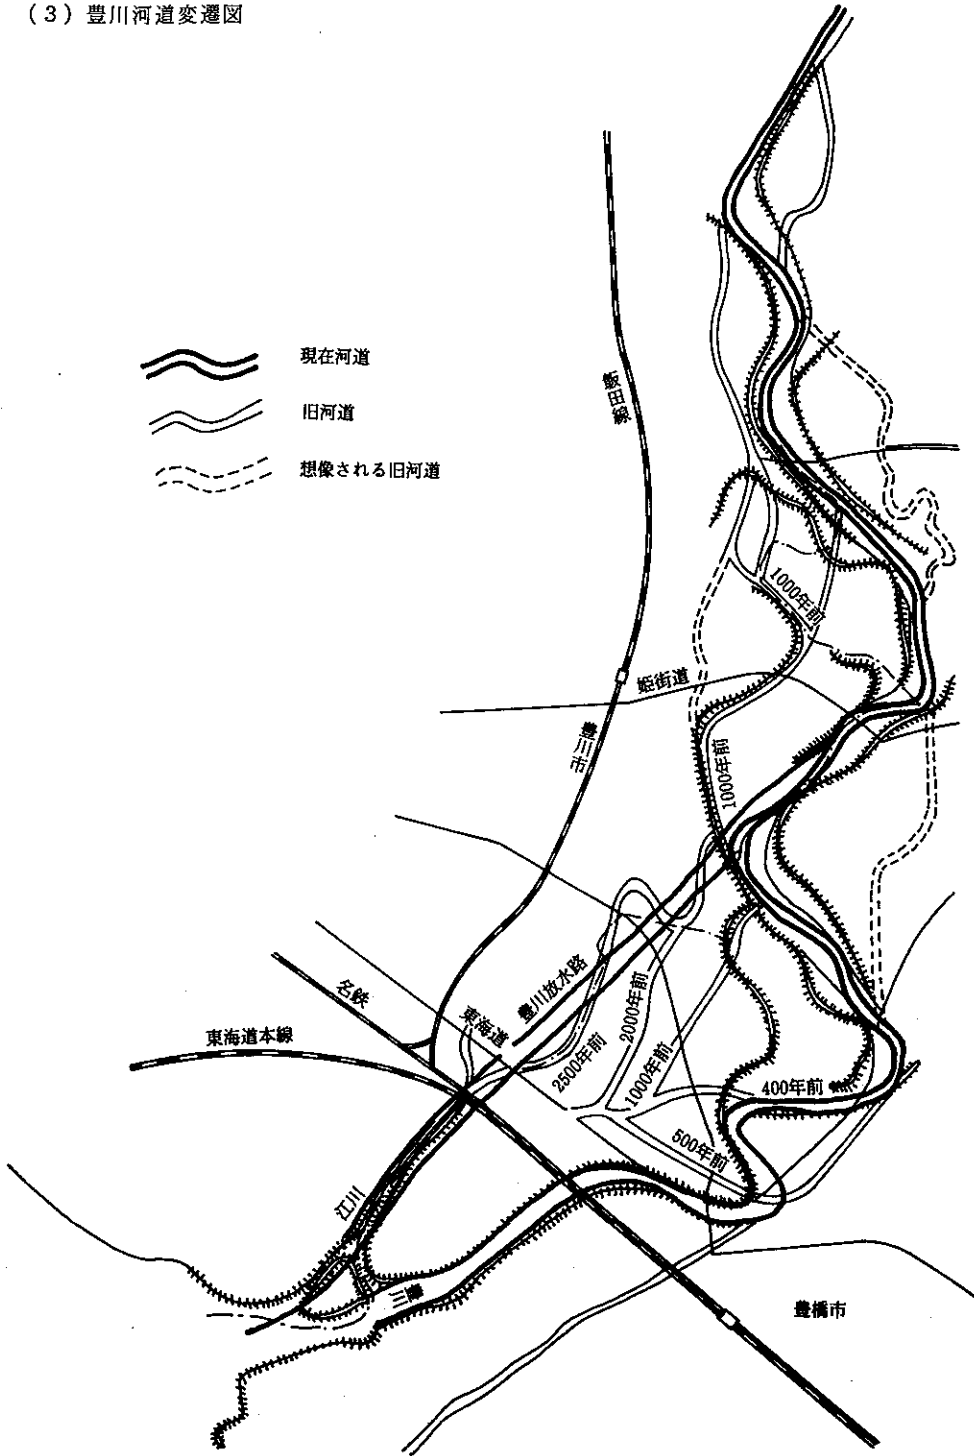 (3) 豊川河道変遷図
現在河道
旧河道
想像される旧河道
飯田線
1000年前
姫街道
豊川市
1000年前
名鉄
東海道
豊川放水路
東海道本線
2000年前
2500年前
1000年前
400年前
500年前
江川
豊川
豊橋市